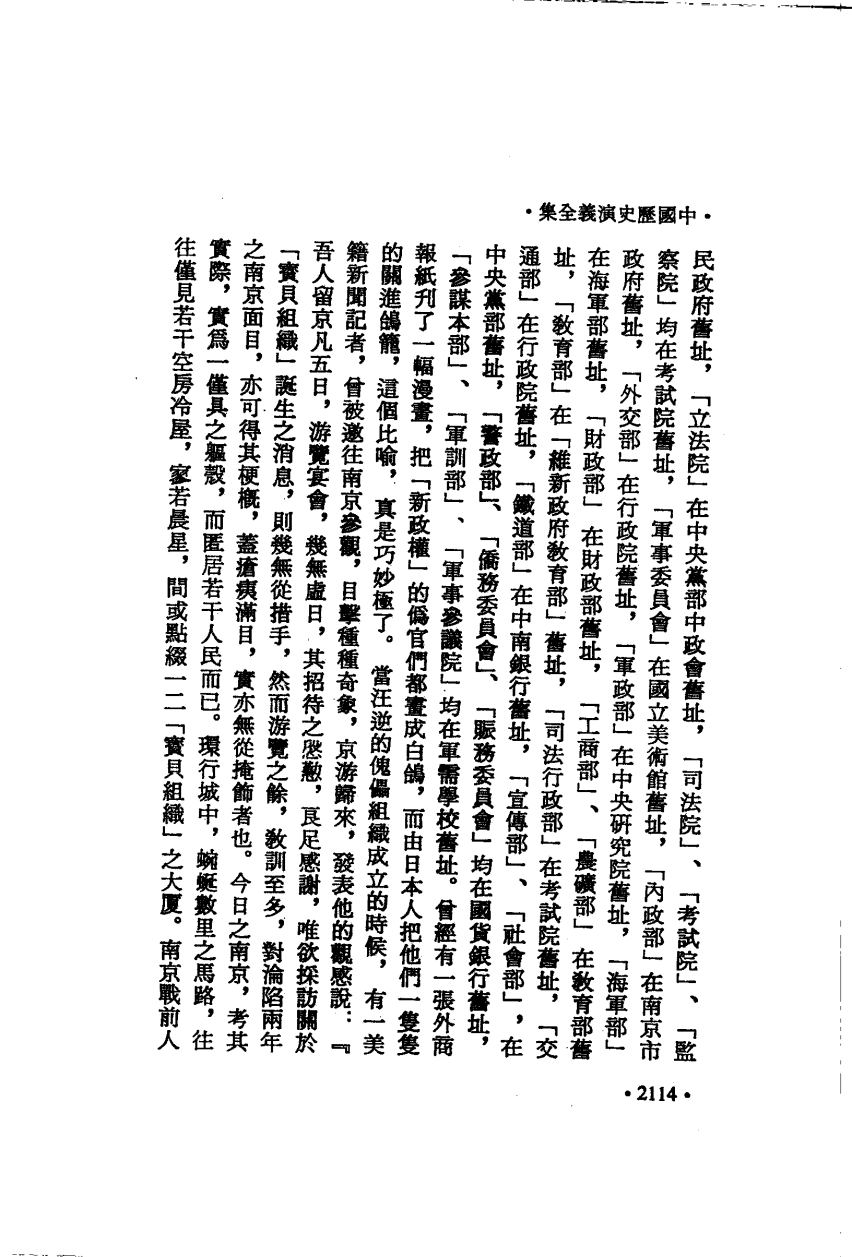 •中國歷史演義全集•
民政府舊址，「立法院」在中央黨部中政會舊址，「司法院」、「考試院」、「監
察院」均在考試院舊址，「軍事委員會」在國立美術館舊址，「內政部」在南京市
政府舊址，「外交部」在行政院舊址，「軍政部」在中央研究院舊址，「海軍部」
在海軍部舊址，「財政部」在財政部舊址，「工商部」、「農礦部」在教育部舊
址，「教育部」在「維新政府教育部」舊址，「司法行政部」在考試院舊址，「交
通部」在行政院舊址，「鐵道部」在中南銀行舊址，「宣傳部」、「社會部」，在
中央黨部舊址，「警政部」、「僑務委員會」、「賑務委員會」均在國貨銀行舊址，
「參謀本部」、「軍訓部」、「軍事參議院」均在軍需學校舊址。曾經有一張外商
報紙刋了一幅漫畫，把「新政權」的僞官們都畫成白鴿，而由日本人把他們一隻隻
的關進鴿籠，這個比喻，真是巧妙極了。當汪逆的傀儡組織成立的時候，有一美
籍新聞記者，曾被邀往南京參觀，目擊種種奇象，京游歸來，發表他的觀感說：『
吾人留京凡五日，游覽宴會，幾無虛日，其招待之慇懃，良足感謝，唯欲採訪關於
「寶貝組織」誕生之消息，則幾無從措手，然而游覽之餘，教訓至多，對淪陷兩年
之南京面目，亦可得其梗概，蓋瘡痍滿目，實亦無從掩飾者也。今日之南京，考其
實際，實爲一僅具之軀殼，而匿居若干人民而已。環行城中，蜿蜒數里之馬路，往
往僅見若干空房冷屋，寥若晨星，間或點綴一二「寶貝組織」之大厦。南京戰前人
•2114•